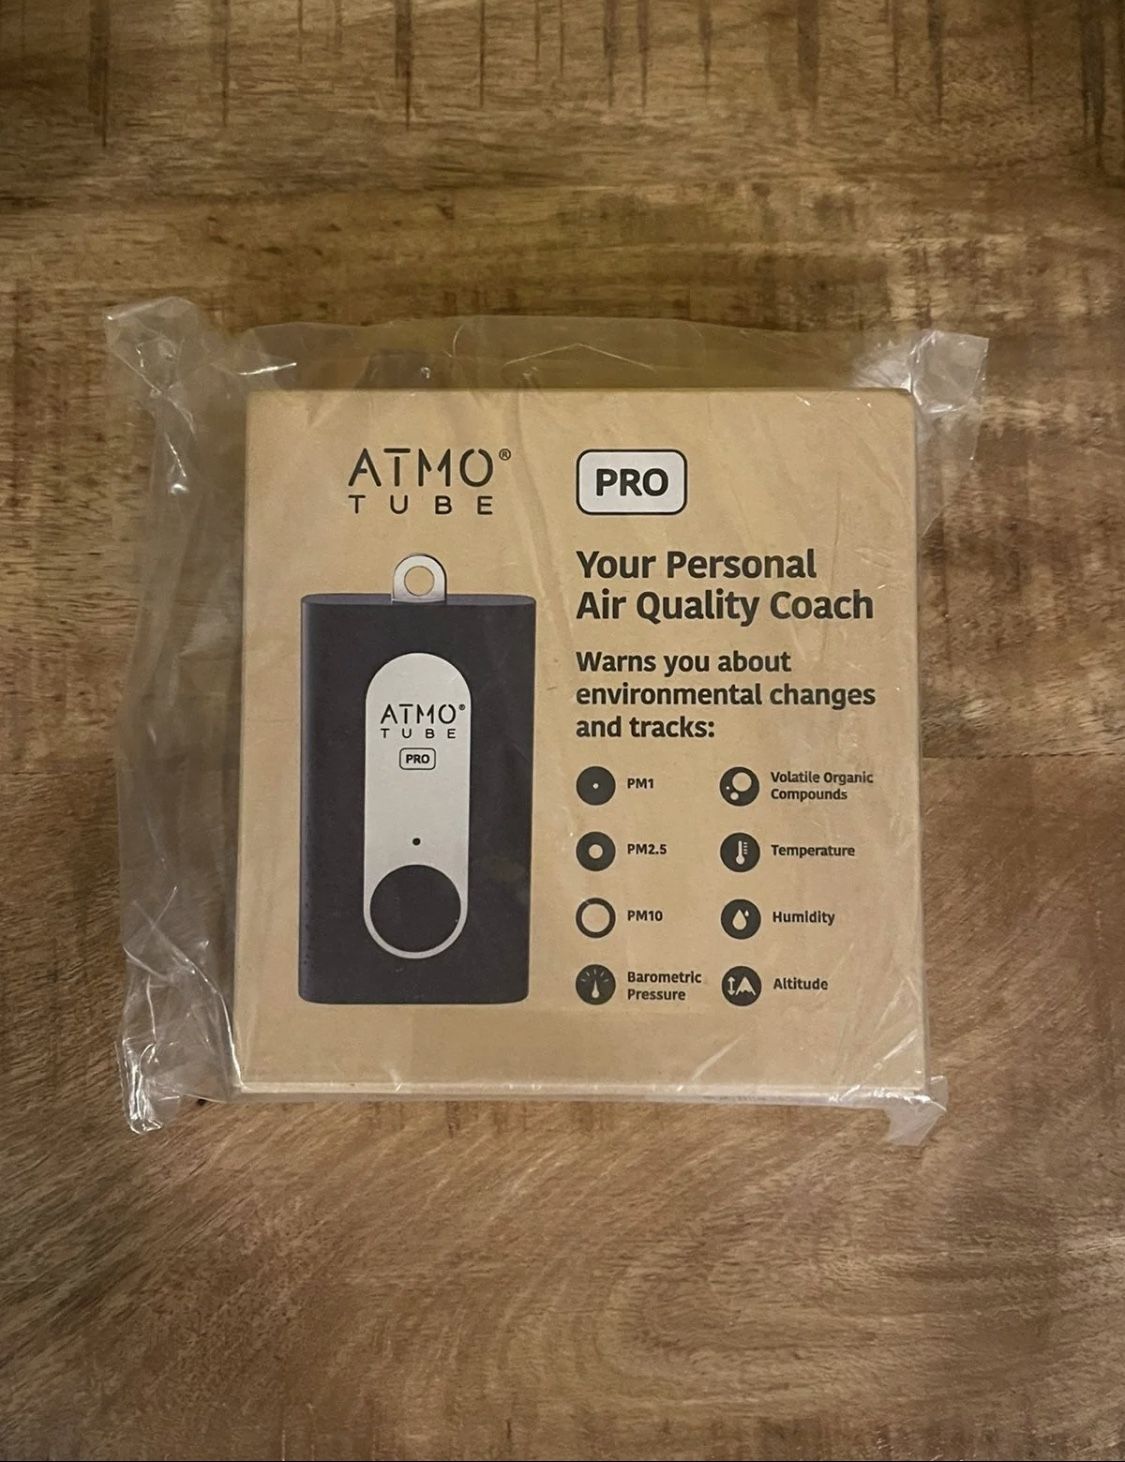 ATMO®
TUBE
PRO
Your Personal
Air Quality Coach
Warns you about
environmental changes
and tracks:
ATMO®
TUBE
PRO
PM1
Volatile Organic
Compounds
PM2.5
Temperature
PM10
Humidity
Barometric
Pressure
Altitude